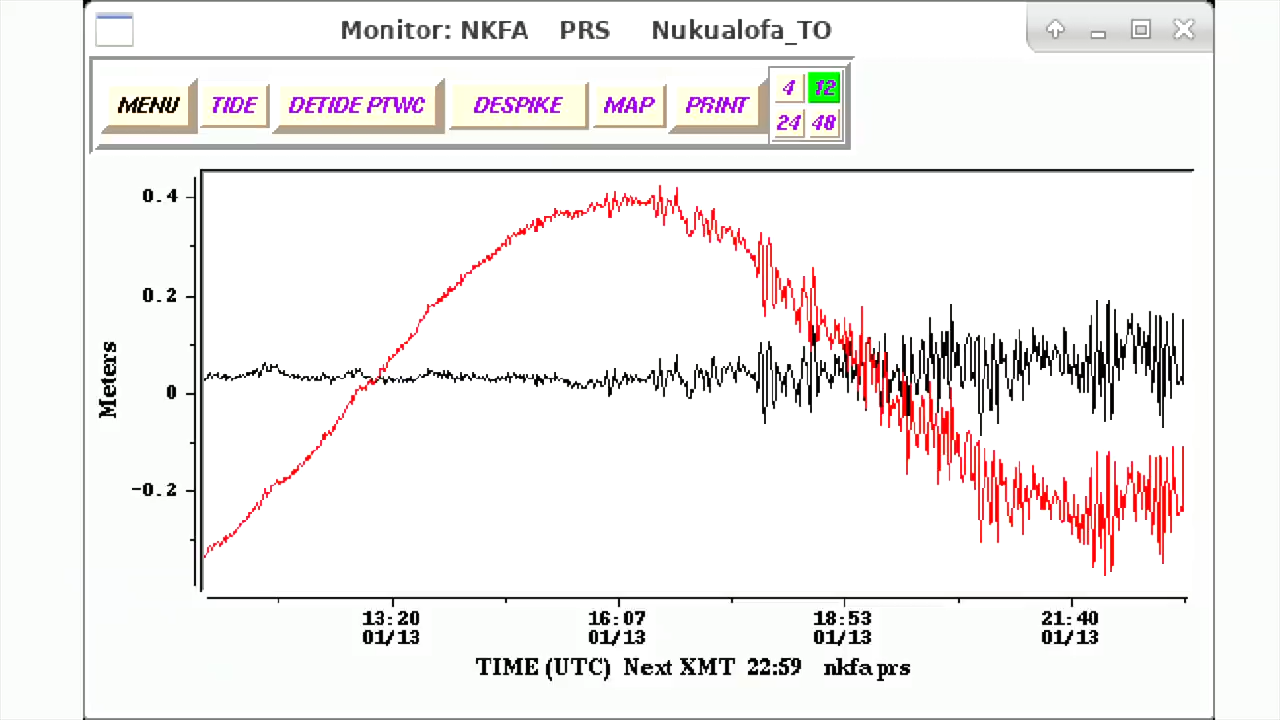 Monitor: NKFA PRS Nukualofa_TO
MENU TIDE DETIDE PTWC DESPIKE MAP PRINT 4 12
24 48
0.4
0.2
0
-0.2
Meters
13:20 16:07 18:53 21:40
01/13 01/13 01/13 01/13
TIME (UTC) Next XMT 22:59 nkfa prs